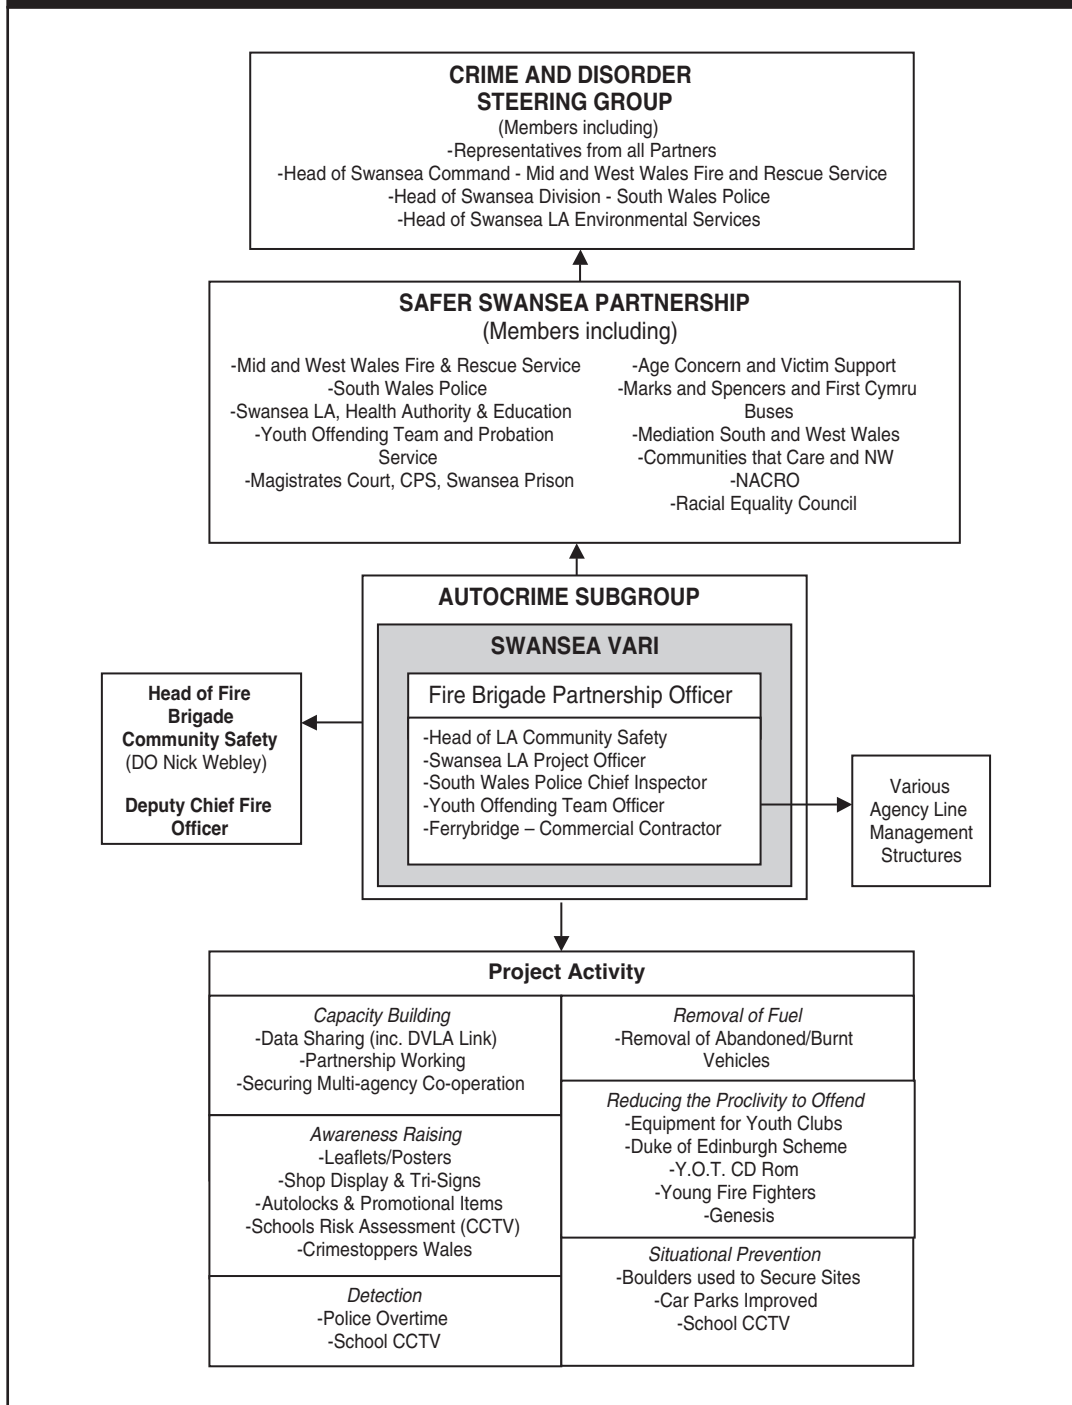 CRIME AND DISORDER
STEERING GROUP
(Members including)
-Representatives from all Partners
-Head of Swansea Command - Mid and West Wales Fire and Rescue Service
-Head of Swansea Division - South Wales Police
-Head of Swansea LA Environmental Services
SAFER SWANSEA PARTNERSHIP
(Members including)
-Mid and West Wales Fire & Rescue Service
-South Wales Police
-Swansea LA, Health Authority & Education
-Youth Offending Team and Probation
Service
-Magistrates Court, CPS, Swansea Prison
-Age Concern and Victim Support
-Marks and Spencers and First Cymru
Buses
-Mediation South and West Wales
-Communities that Care and NW
-NACRO
-Racial Equality Council
AUTOCRIME SUBGROUP
SWANSEA VARI
Fire Brigade Partnership Officer
-Head of LA Community Safety
-Swansea LA Project Officer
-South Wales Police Chief Inspector
-Youth Offending Team Officer
-Ferrybridge – Commercial Contractor
Head of Fire
Brigade
Community Safety
(DO Nick Webley)
Deputy Chief Fire
Officer
Various
Agency Line
Management
Structures
Project Activity
Capacity Building
-Data Sharing (inc. DVLA Link)
-Partnership Working
-Securing Multi-agency Co-operation
Awareness Raising
-Leaflets/Posters
-Shop Display & Tri-Signs
-Autolocks & Promotional Items
-Schools Risk Assessment (CCTV)
-Crimestoppers Wales
Detection
-Police Overtime
-School CCTV
Removal of Fuel
-Removal of Abandoned/Burnt
Vehicles
Reducing the Proclivity to Offend
-Equipment for Youth Clubs
-Duke of Edinburgh Scheme
-Y.O.T. CD Rom
-Young Fire Fighters
-Genesis
Situational Prevention
-Boulders used to Secure Sites
-Car Parks Improved
-School CCTV